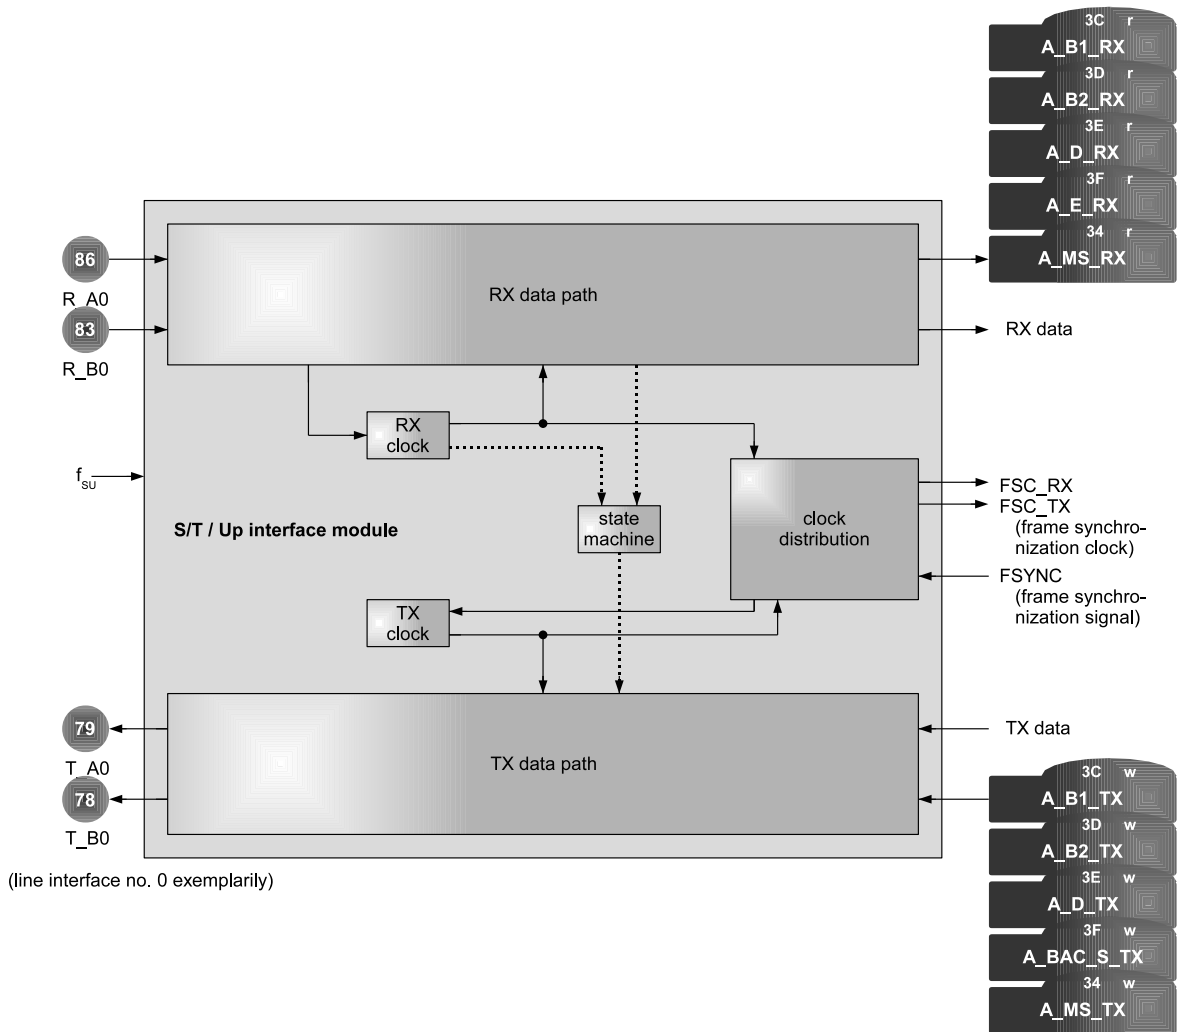 3C r
A_B1_RX
3D r
A_B2_RX
3E r
A_D_RX
3F r
A_E_RX
34 r
A_MS_RX
86
R_A0
83
R_B0
RX data path
RX data
RX
clock
f_SU
S/T / Up interface module
state
machine
clock
distribution
FSC_RX
FSC_TX
(frame synchro-
nization clock)
FSYNC
(frame synchro-
nization signal)
TX
clock
79
T_A0
78
T_B0
TX data path
TX data
3C w
A_B1_TX
3D w
A_B2_TX
3E w
A_D_TX
3F w
A_BAC_S_TX
34 w
A_MS_TX
(line interface no. 0 exemplarily)